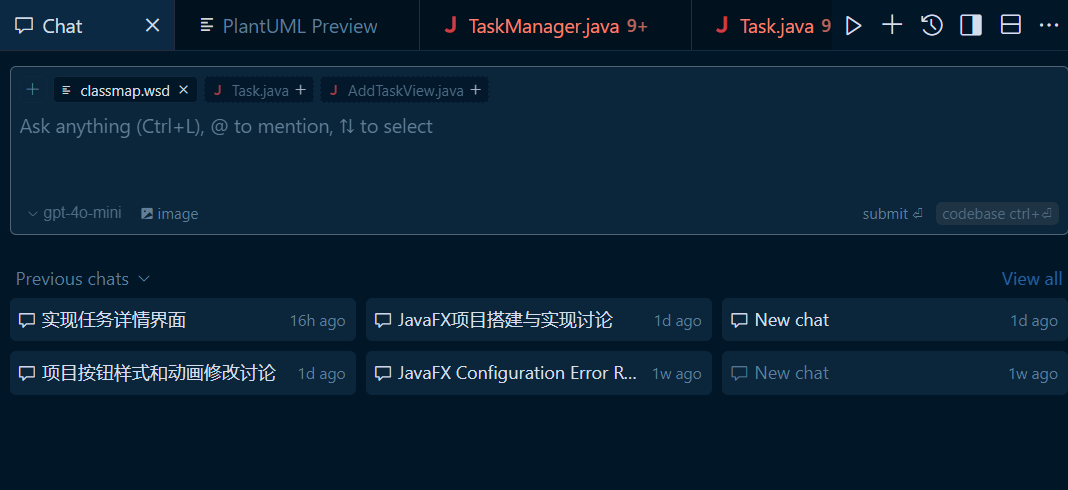 Chat PlantUML Preview J TaskManager.java 9+ J Task.java 9
classmap.wsd J Task.java J AddTaskView.java
Ask anything (Ctrl+L), @ to mention, ⇅ to select
gpt-4o-mini image submit ⏎ codebase ctrl+⏎
Previous chats View all
实现任务详情界面 16h ago JavaFX项目搭建与实现讨论 1d ago New chat 1d ago
项目按钮样式和动画修改讨论 1d ago JavaFX Configuration Error R... 1w ago New chat 1w ago